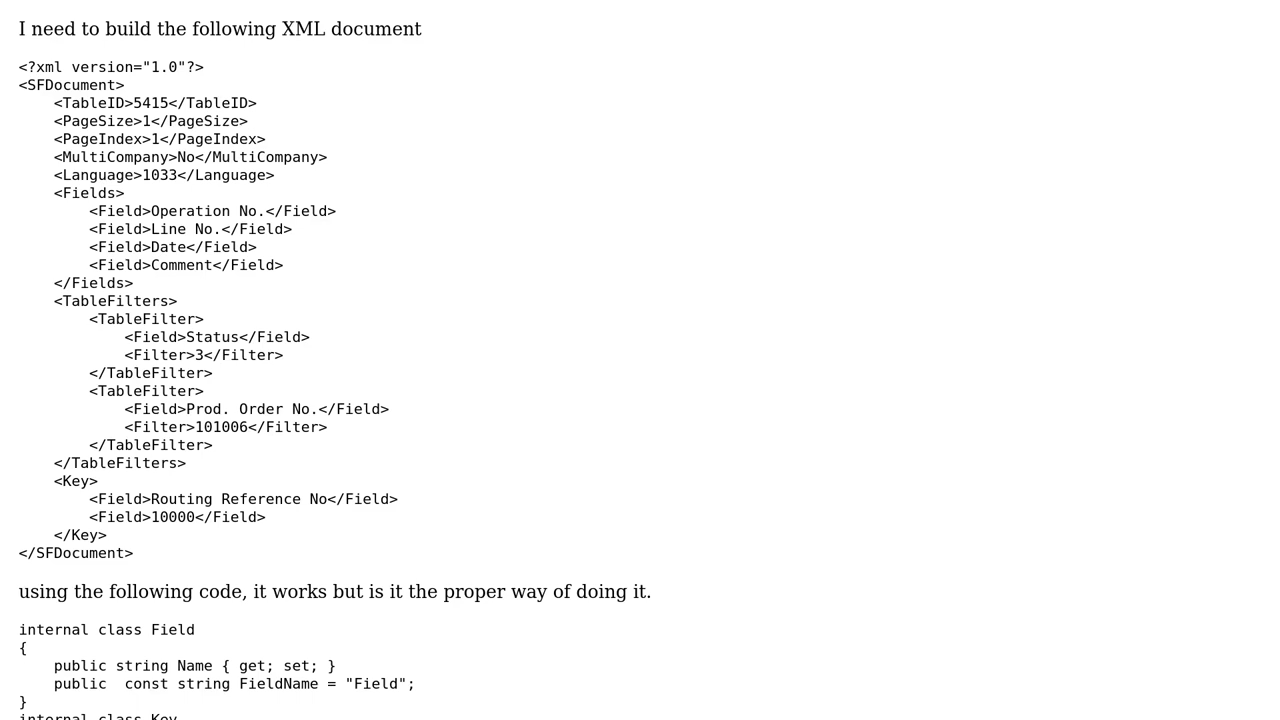 I need to build the following XML document
<?xml version="1.0"?>
<SFDocument>
    <TableID>5415</TableID>
    <PageSize>1</PageSize>
    <PageIndex>1</PageIndex>
    <MultiCompany>No</MultiCompany>
    <Language>1033</Language>
    <Fields>
        <Field>Operation No.</Field>
        <Field>Line No.</Field>
        <Field>Date</Field>
        <Field>Comment</Field>
    </Fields>
    <TableFilters>
        <TableFilter>
            <Field>Status</Field>
            <Filter>3</Filter>
        </TableFilter>
        <TableFilter>
            <Field>Prod. Order No.</Field>
            <Filter>101006</Filter>
        </TableFilter>
    </TableFilters>
    <Key>
        <Field>Routing Reference No</Field>
        <Field>10000</Field>
    </Key>
</SFDocument>
using the following code, it works but is it the proper way of doing it.
internal class Field
{
    public string Name { get; set; }
    public  const string FieldName = "Field";
}
internal class Key